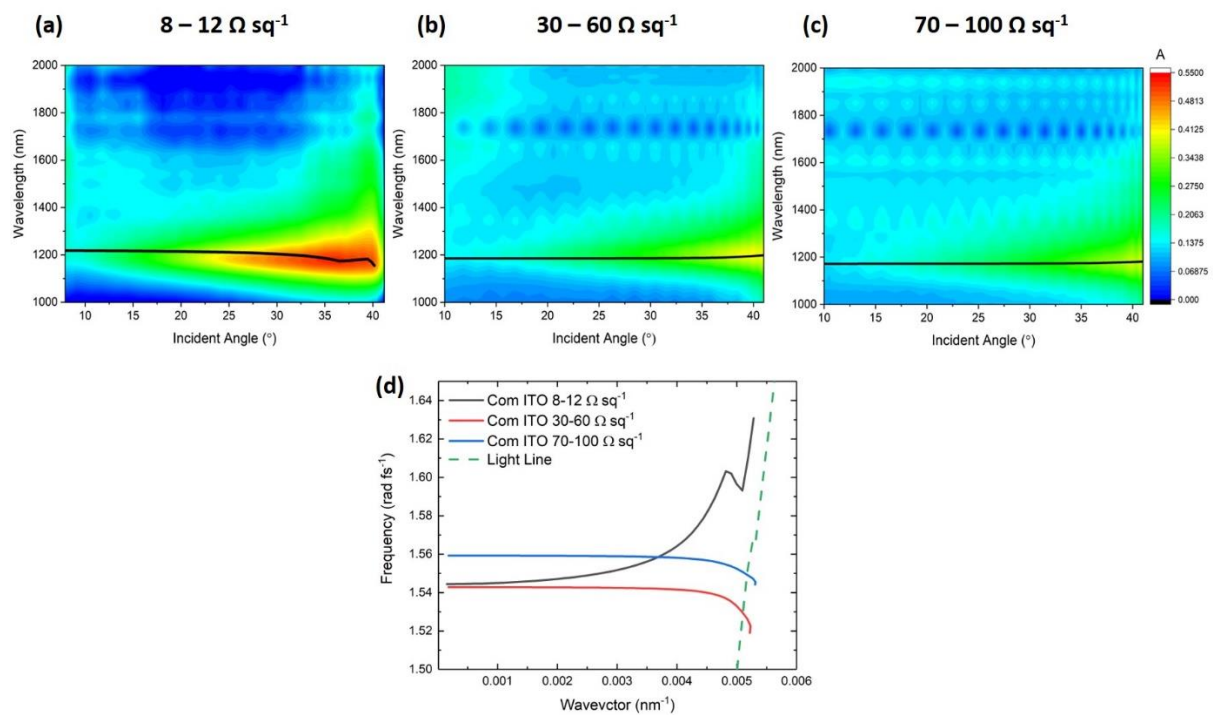 (a) 8 – 12 Ω sq⁻¹ (b) 30 – 60 Ω sq⁻¹ (c) 70 – 100 Ω sq⁻¹
2000
1800
1600
1400
1200
1000
Wavelength (nm)
10 15 20 25 30 35 40
Incident Angle (°)
2000
1800
1600
1400
1200
1000
Wavelength (nm)
10 15 20 25 30 35 40
Incident Angle (°)
2000
1800
1600
1400
1200
1000
Wavelength (nm)
10 15 20 25 30 35 40
Incident Angle (°)
A
0.5500
0.4813
0.4125
0.3438
0.2750
0.2063
0.1375
0.06875
0.000
(d)
1.64
1.62
1.60
1.58
1.56
1.54
1.52
1.50
Frequency (rad fs⁻¹)
Com ITO 8-12 Ω sq⁻¹
Com ITO 30-60 Ω sq⁻¹
Com ITO 70-100 Ω sq⁻¹
Light Line
0.001 0.002 0.003 0.004 0.005 0.006
Wavevctor (nm⁻¹)